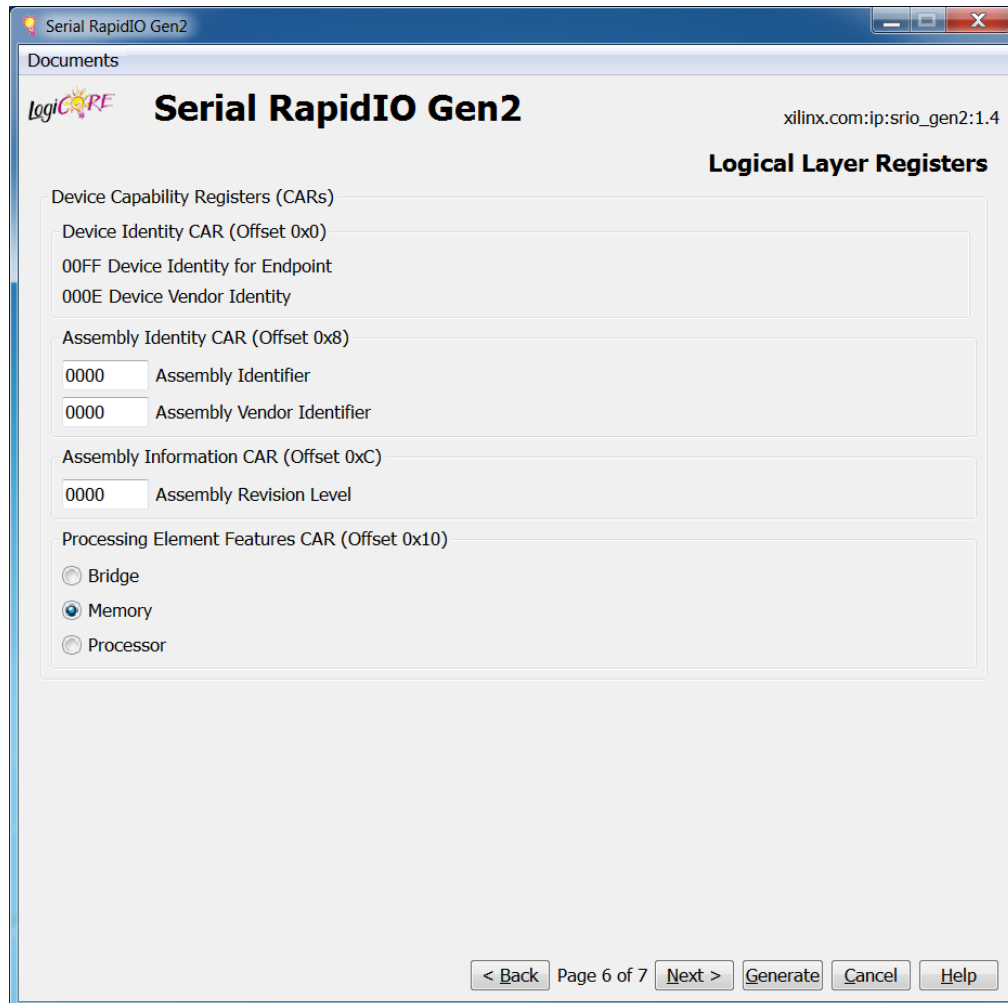 Serial RapidIO Gen2
Documents
LogiCORE Serial RapidIO Gen2 xilinx.com:ip:srio_gen2:1.4
Logical Layer Registers
Device Capability Registers (CARs)
Device Identity CAR (Offset 0x0)
00FF Device Identity for Endpoint
000E Device Vendor Identity
Assembly Identity CAR (Offset 0x8)
0000 Assembly Identifier
0000 Assembly Vendor Identifier
Assembly Information CAR (Offset 0xC)
0000 Assembly Revision Level
Processing Element Features CAR (Offset 0x10)
Bridge
Memory
Processor
< Back Page 6 of 7 Next > Generate Cancel Help